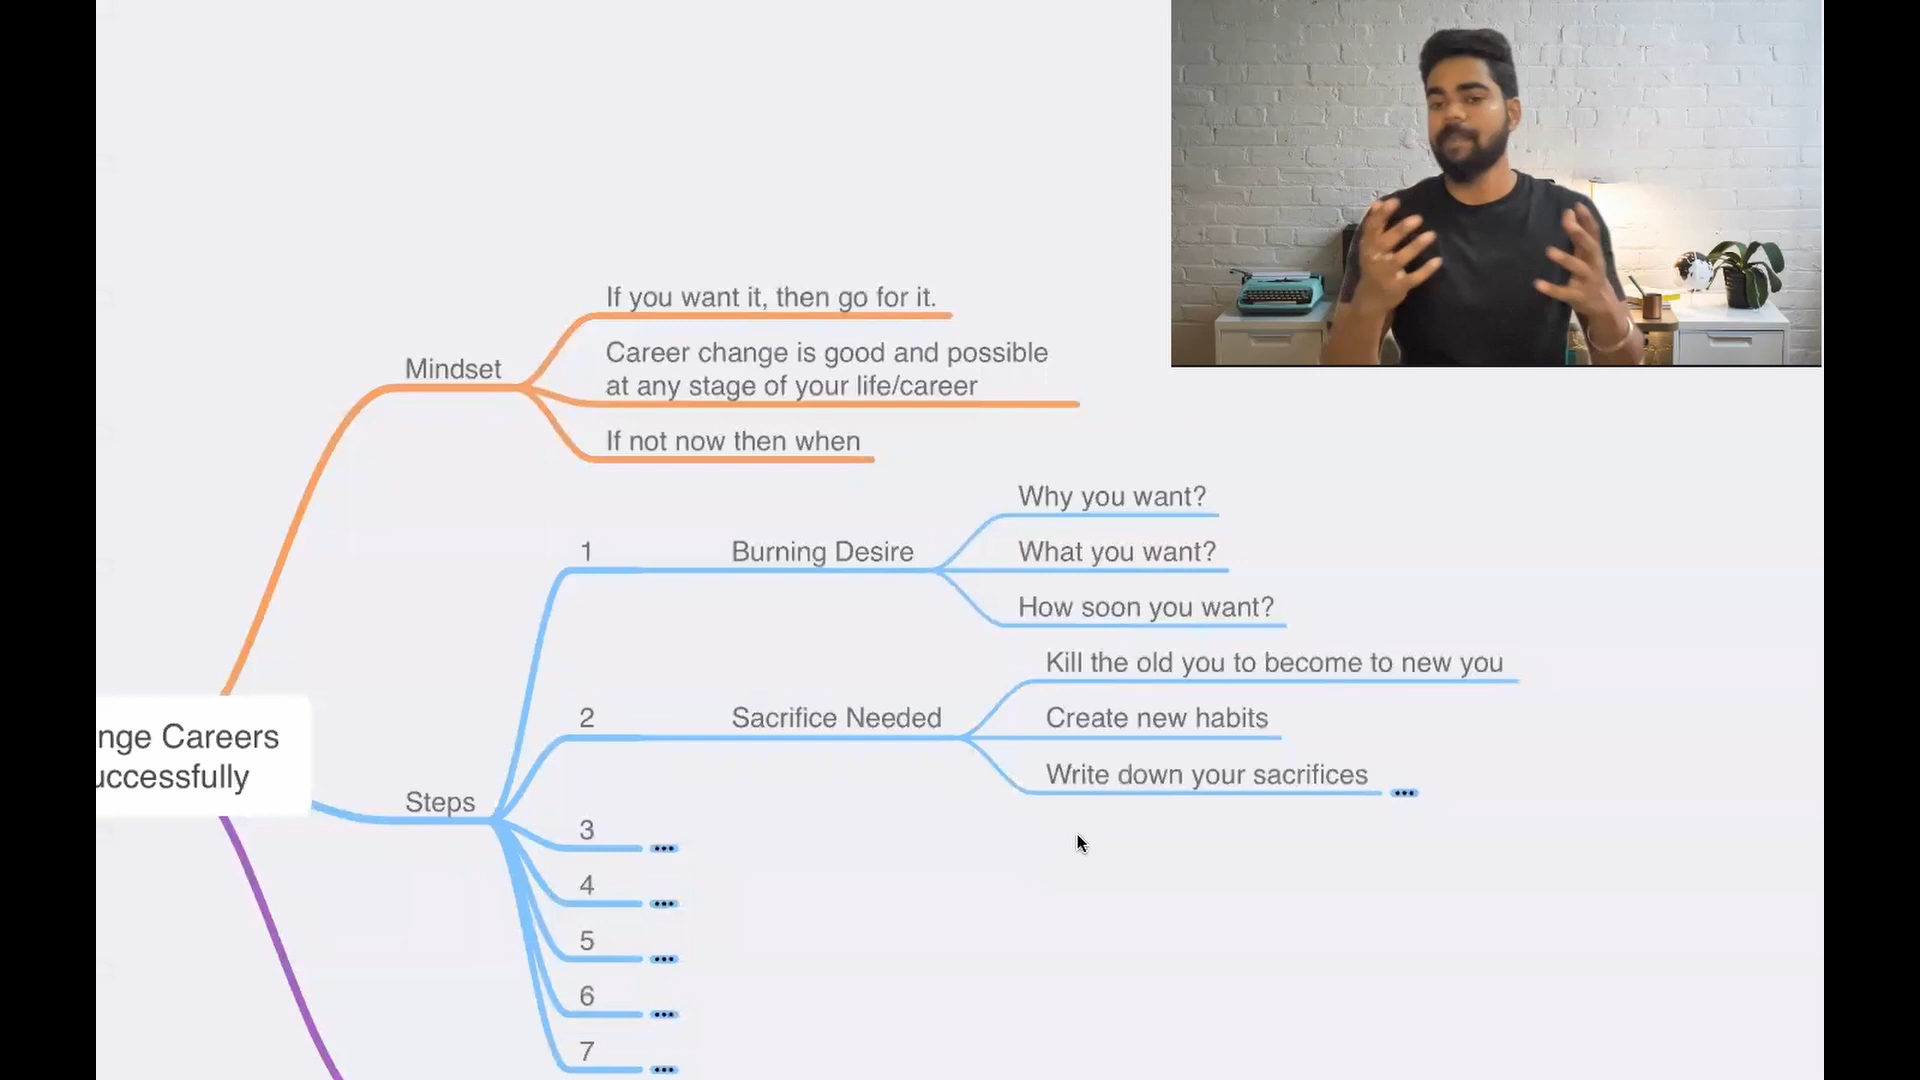 If you want it, then go for it.
Mindset
Career change is good and possible
at any stage of your life/career
If not now then when
Why you want?
1
Burning Desire
What you want?
How soon you want?
Kill the old you to become to new you
2
Sacrifice Needed
Create new habits
Write down your sacrifices
nge Careers
uccessfully
Steps
3
4
5
6
7